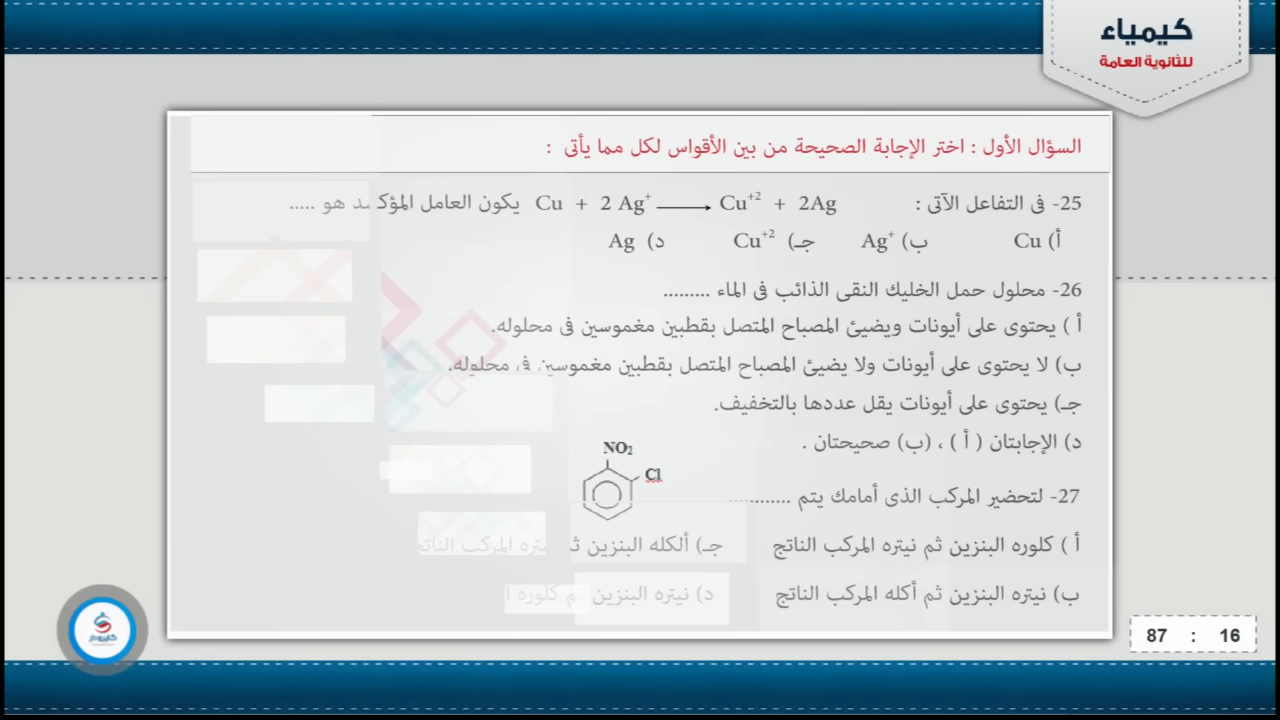 كيمياء
للثانوية العامة
السؤال الأول : اختر الإجابة الصحيحة من بين الأقواس لكل مما يأتى :
25- فى التفاعل الآتى : Cu + 2 Ag⁺ ⟶ Cu⁺² + 2Ag يكون العامل المؤكسد هو .....
أ) Cu ب) Ag⁺ جـ) Cu⁺² د) Ag
26- محلول حمل الخليك النقى الذائب فى الماء .........
أ ) يحتوى على أيونات ويضيئ المصباح المتصل بقطبين مغموسين فى محلوله.
ب) لا يحتوى على أيونات ولا يضيئ المصباح المتصل بقطبين مغموسين فى محلوله.
جـ) يحتوى على أيونات يقل عددها بالتخفيف.
د) الإجابتان ( أ ) ، (ب) صحيحتان .
NO₂
Cl
27- لتحضير المركب الذى أمامك يتم ............
أ ) كلوره البنزين ثم نيتره المركب الناتج جـ) ألكله البنزين ثم نيتره المركب الناتج
ب) نيتره البنزين ثم أكله المركب الناتج د) نيتره البنزين ثم كلوره
87 : 16